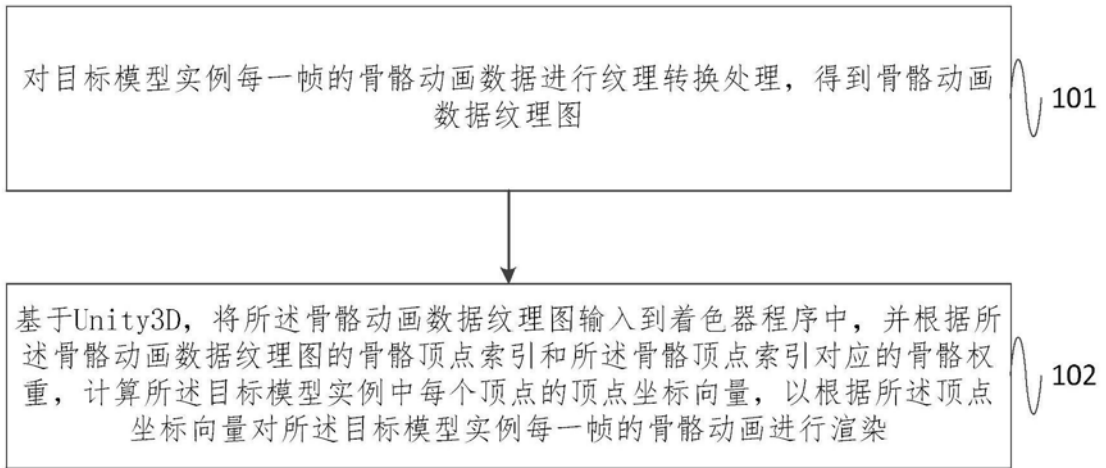 对目标模型实例每一帧的骨骼动画数据进行纹理转换处理，得到骨骼动画
数据纹理图
101
基于Unity3D，将所述骨骼动画数据纹理图输入到着色器程序中，并根据所
述骨骼动画数据纹理图的骨骼顶点索引和所述骨骼顶点索引对应的骨骼权
重，计算所述目标模型实例中每个顶点的顶点坐标向量，以根据所述顶点
坐标向量对所述目标模型实例每一帧的骨骼动画进行渲染
102